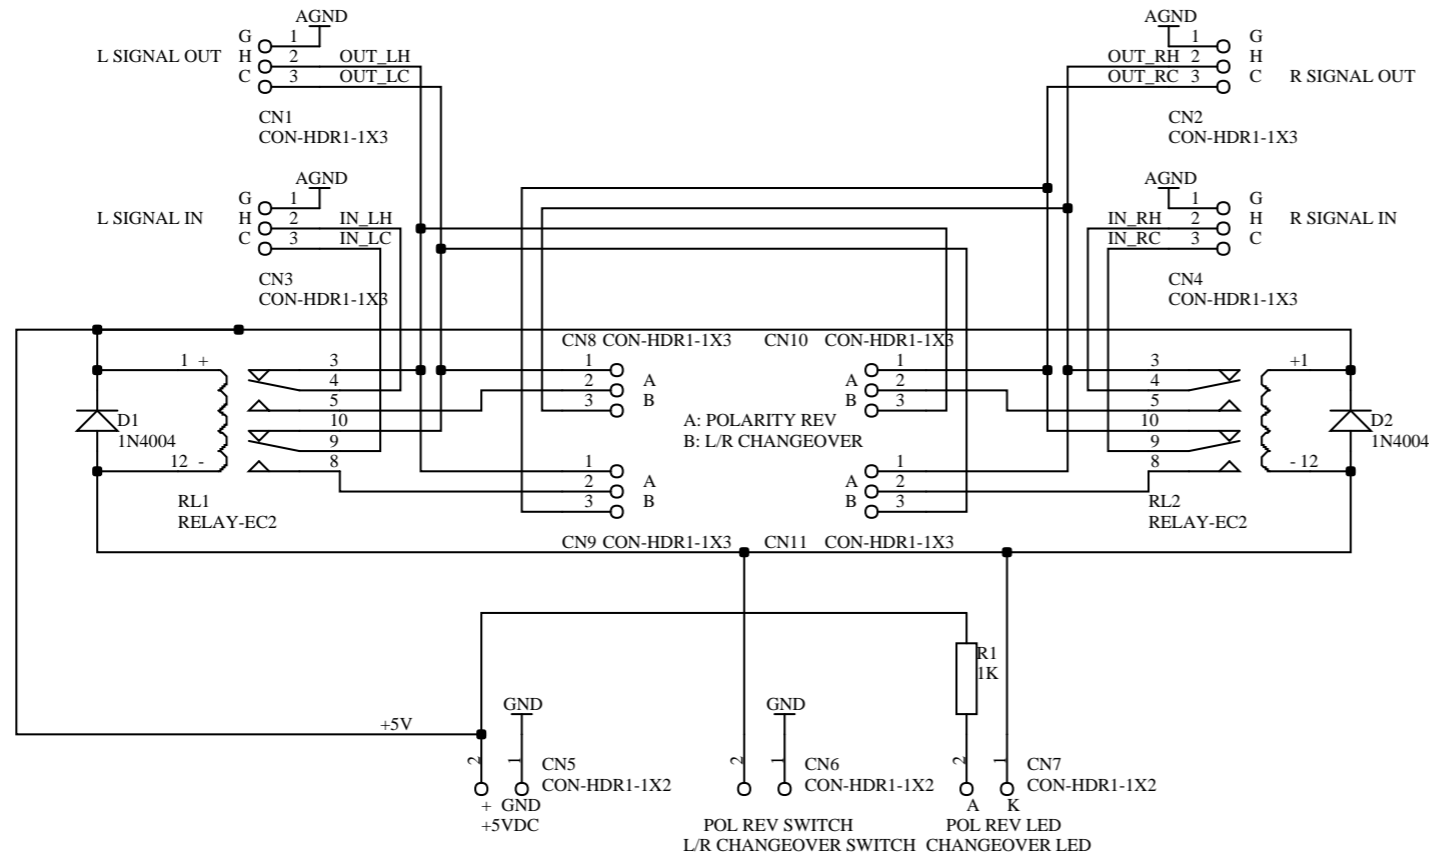 AGND
G 1
L SIGNAL OUT H 2 OUT_LH
C 3 OUT_LC
CN1
CON-HDR1-1X3
AGND
1 G
OUT_RH 2 H
OUT_RC 3 C R SIGNAL OUT
CN2
CON-HDR1-1X3
AGND
G 1
L SIGNAL IN H 2 IN_LH
C 3 IN_LC
CN3
CON-HDR1-1X3
AGND
1 G
IN_RH 2 H R SIGNAL IN
IN_RC 3 C
CN4
CON-HDR1-1X3
1 +
12 -
D1
1N4004
3
4
5
10
9
8
RL1
RELAY-EC2
CN8 CON-HDR1-1X3
1
2 A
3 B
CN10 CON-HDR1-1X3
1
A 2
B 3
A: POLARITY REV
B: L/R CHANGEOVER
1
2 A
3 B
CN9 CON-HDR1-1X3
1
A 2
B 3
CN11 CON-HDR1-1X3
3
4
5
10
9
8
+1
- 12
D2
1N4004
RL2
RELAY-EC2
R1
1K
+5V
GND
2
1
CN5
CON-HDR1-1X2
+ GND
+5VDC
GND
2
1
CN6
CON-HDR1-1X2
POL REV SWITCH
L/R CHANGEOVER SWITCH
2
1
CN7
CON-HDR1-1X2
A K
POL REV LED
CHANGEOVER LED